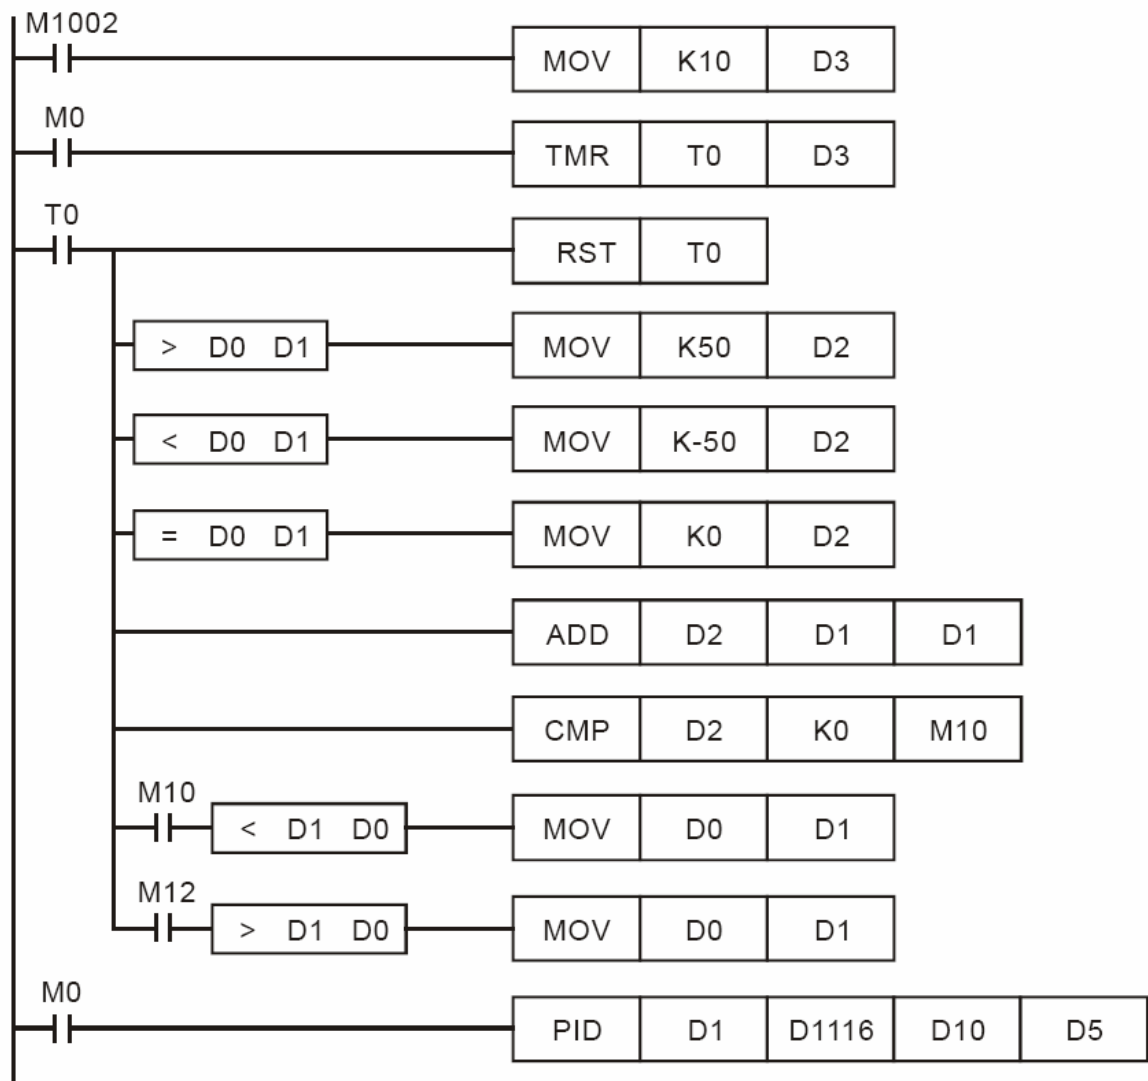 M1002
MOV K10 D3
M0
TMR T0 D3
T0
RST T0
> D0 D1 MOV K50 D2
< D0 D1 MOV K-50 D2
= D0 D1 MOV K0 D2
ADD D2 D1 D1
CMP D2 K0 M10
M10
< D1 D0 MOV D0 D1
M12
> D1 D0 MOV D0 D1
M0
PID D1 D1116 D10 D5